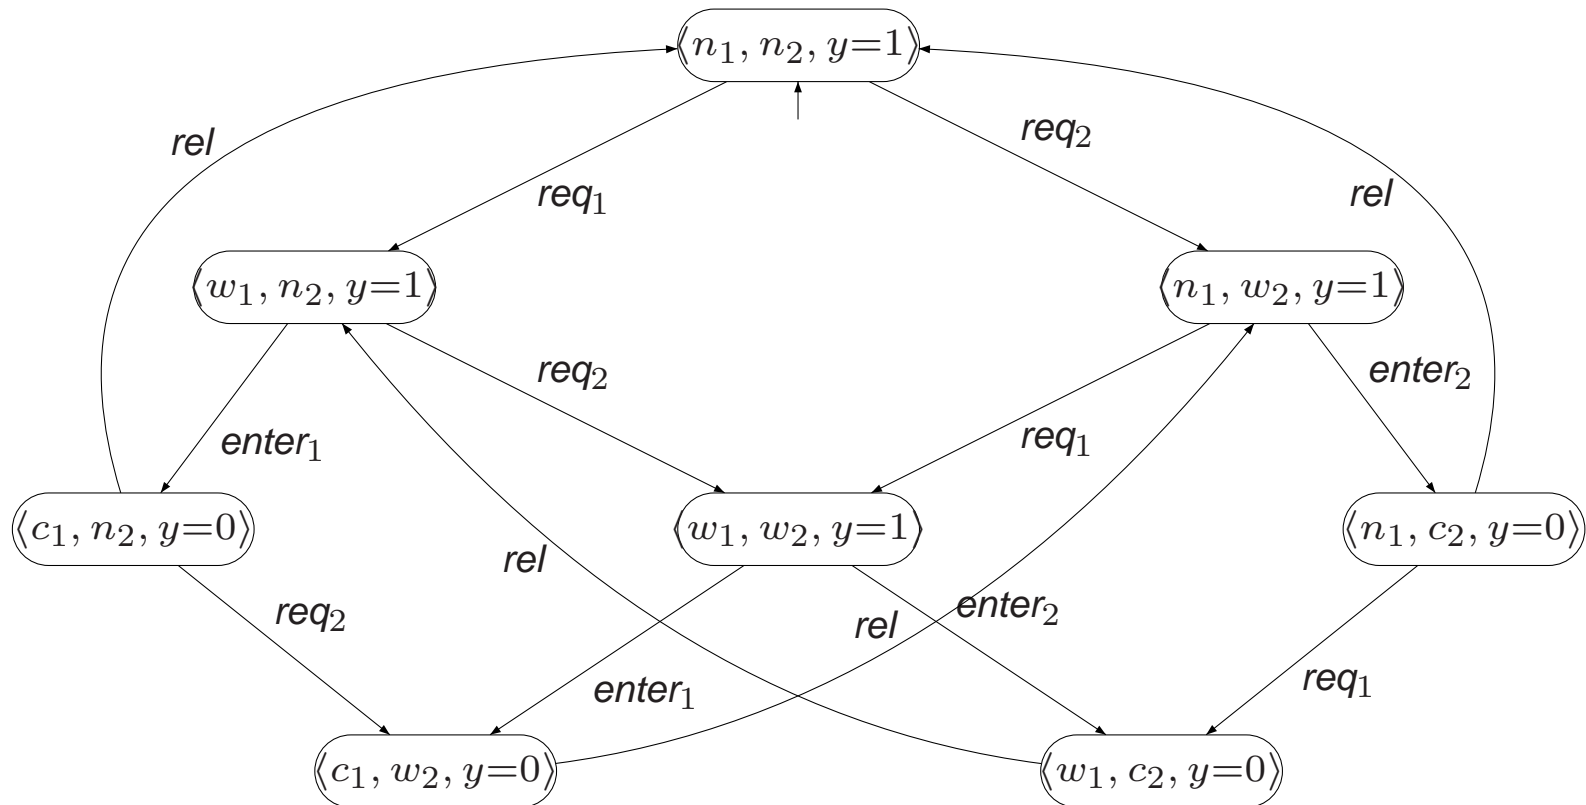 ⟨n₁, n₂, y=1⟩
rel
req₂
req₁
rel
⟨w₁, n₂, y=1⟩
⟨n₁, w₂, y=1⟩
req₂
enter₂
enter₁
req₁
⟨c₁, n₂, y=0⟩
⟨w₁, w₂, y=1⟩
⟨n₁, c₂, y=0⟩
rel
req₂
rel
enter₂
enter₁
req₁
⟨c₁, w₂, y=0⟩
⟨w₁, c₂, y=0⟩